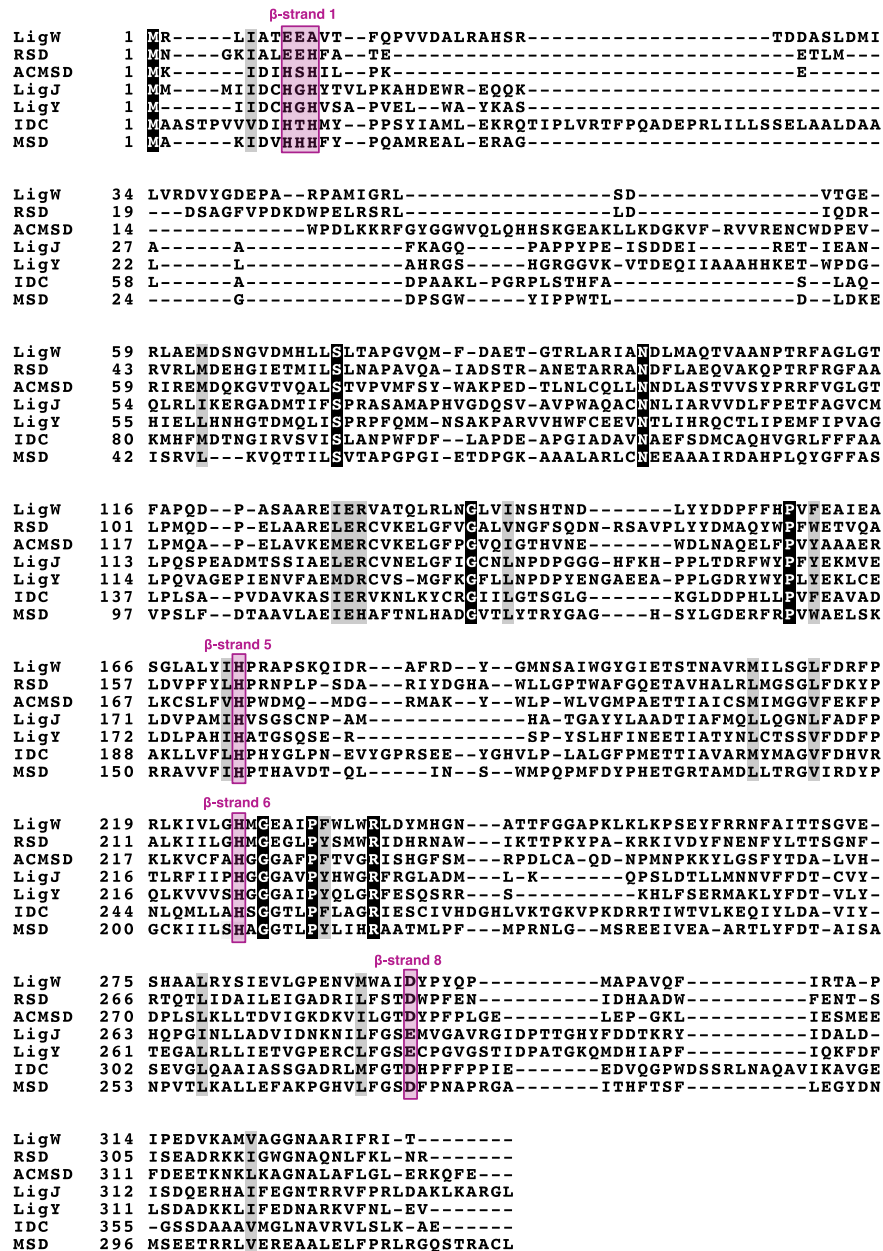 β-strand 1
LigW 1 MR-----LIATEEAVT--FQPVVDALRAHSR--------------------TDDASLDMI
RSD 1 MN----GKIALEEHFA--TE---------------------------------ETLM---
ACMSD 1 MK------IDIHSHIL--PK---------------------------------E------
LigJ 1 MM----MIIDCHGHYTVLPKAHDEWR-EQQK-----------------------------
LigY 1 M------IIDCHGHVSA-PVEL--WA-YKAS-----------------------------
IDC 1 MAASTPVVVDIHTHMY--PPSYIAML-EKRQTIPLVRTFPQADEPRLILLSSELAALDAA
MSD 1 MA-----KIDVHHHFY--PQAMREAL-ERAG-----------------------------
LigW 34 LVRDVYGDEPA--RPAMIGRL-----------------SD---------------VTGE-
RSD 19 ---DSAGFVPDKDWPELRSRL-----------------LD---------------IQDR-
ACMSD 14 -------------WPDLKKRFGYGGWVQLQHHSKGEAKLLKDGKVF-RVVRENCWDPEV-
LigJ 27 A------A-------------FKAGQ---PAPPYPE-ISDDEI--------RET-IEAN-
LigY 22 L------L-------------AHRGS---HGRGGVK-VTDEQIIAAAHHKET-WPDG-
IDC 58 L------A-------------DPAAKL-PGRPLSTHFA---------------S--LAQ-
MSD 24 -------G-------------DPSGW---YIPPWTL-----------------D-LDKE
LigW 59 RLAEMDSNGVDMHLLSLTAPGVQM-F-DAET-GTRLARIANDLMAQTVAANPTRFAGLGT
RSD 43 RVRLMDEHGIETMILSLNAPAVQA-IADSTR-ANETARRANDFLAEQVAKQPTRFRGFAA
ACMSD 59 RIREMDQKGVTVQALSTVPVMFSY-WAKPED-TLNLCQLLNNDLASTVVSYPRRFVGLGT
LigJ 54 QLRLIKERGADMTIFSPRASAMAPHVGDQSV-AVPWAQACNNLIARVVDLFPETFAGVCM
LigY 55 HIELLHNHGTDMQLISPRPFQMMNSAKPARVVHWFCEEVNTLIHRQCTLIPEMFIPVAG
IDC 80 KMHFMDTNGIRVSVISLANPWFDF--LAPDE-APGIADAVNAEFSDMCAQHVGRLFFFAA
MSD 42 ISRVL---KVQTTILSVTAPGPGI-ETDPGK-AAALARLCNEEAAAIRDAHPLQYGFFAS
LigW 116 FAPQD--P-ASAAREIERVATQLRLNGLVINSHTND------LYYDDPFFHPVFEAIEA
RSD 101 LPMQD--P-ELAAREIERCVKELGFVGALVNGFSQDN-RSAVPLYYDMAQYWPFWETVQA
ACMSD 117 LPMQA--P-ELAVKEMERCVKELGFPGVQIGTHVNE------WDLNAQELFPVYAAAER
LigJ 113 LPQSPEADMTSSIAELERCVNELGFIGCNLNPDPGGG-HFKH-PPLTDRFWYPFYEKMVE
LigY 114 LPQVAGEPIENVFAEMDRCVS-MGFKGFLLNPDPYENGAEEA-PPLGDRYWYPLYEKLCE
IDC 137 LPLSA--PVDAVKASIERVKNLKYCRGIILGTSGLG------KGLDDPHLLPVFEAVAD
MSD 97 VPSLF--DTAAVLAEIEHAFTNLHADGVTLYTRYGAG----H-SYLGDERFRPVWAELSK
β-strand 5
LigW 166 SGLALYIHPRAPSKQIDR---AFRD--Y--GMNSAIWGYGIETSTNAVRMILSGLFDRFP
RSD 157 LDVPFYLHPRNPLP-SDA---RIYDGHA--WLLGPTWAFGQETAVHALRLMGSGLFDKYP
ACMSD 167 LKCSLFVHPWDMQ-MDG---RMAK---Y--WLP-WLVGMPAETTIAICSMIMGGVFEKFP
LigJ 171 LDVPAMIHVSGSCNP-AM-----------HA-TGAYYLAADTIAFMQLLQGNLFADFP
LigY 172 LDLPAHIHATGSQSE-R------------SP-YSLHFINEETIATYNLCTSSVFDDFP
IDC 188 AKLLVFLHPHYGLPN-EVYGPRSEE--YGHVLP-LALGFPMETTIAVARMYMAGVFDHVR
MSD 150 RRAVVFIHPTHAVDT-QL-----IN--S--WMPQPMFDYPHETGRTAMDLLTRGVIRDYP
β-strand 6
LigW 219 RLKIVLGHMGEAIPFWLWRLDYMHGN---ATTFGGAPKLKLKPSEYFRRNFAITTSGVE-
RSD 211 ALKIILGHMGEGLPYSMWRIDHRNAW---IKTTPKYPA-KRKIVDYFNENFYLTTSGNF-
ACMSD 217 KLKVCFAHGGGAFPFTVGRISHGFSM---RPDLCA-QD-NPMNPKKYLGSFYTDA-LVH-
LigJ 216 TLRFIIPHGGGAVPYHWGRFRGLADM---L-K--------QPSLDTLLMNNVFFDT-CVY-
LigY 216 QLKVVVSHGGGAIPYQLGRFESQSRR---S----------KHLFSERMAKLYFDT-VLY-
IDC 244 NLQMLLAHSGGTLPFLAGRIESCIVHDGHLVKTGKVPKDRRTIWTVLKEQIYLDA-VIY-
MSD 200 GCKIILSHAGGTLPYLIHRAATMLPF---MPRNLG--MSREEIVEA-ARTLYFDT-AISA
β-strand 8
LigW 275 SHAALRYSIEVLGPENVMWAIDYPYQP--------MAPAVQF--------IRTA-P
RSD 266 RTQTLIDAILEIGADRILFSTDWPFEN--------IDHAADW--------FENT-S
ACMSD 270 DPLSLKLLTDVIGKDKVILGTDYPFPLGE------LEP-GKL--------IESMEE
LigJ 263 HQPGINLLADVIDNKNILFGSEMVGAVRGIDPTTGHYFDDTKRY------IDALD-
LigY 261 TEGALRLLIETVGPERCLFGSECPGVGSTIDPATGKQMDHIAPF------IQKFDF
IDC 302 SEVGLQAAIASSGADRLMFGTDHPFFPPIE-----EDVQGPWDSSRLNAQAVIKAVGE
MSD 253 NPVTLKALLEFAKPGHVLFGSDFPNAPRGA-----ITHFTSF------LEGYDN
LigW 314 IPEDVKAMVAGGNAARIFRI-T--------
RSD 305 ISEADRKKIGWGNAQNLFKL-NR-------
ACMSD 311 FDEETKNKLKAGNALAFLGL-ERKQFE---
LigJ 312 ISDQERHAIFEGNTRRVFPRLDAKLKARGL
LigY 311 LSDADKKLIFEDNARKVFNL-EV-------
IDC 355 -GSSDAAAVMGLNAVRVLSLK-AE------
MSD 296 MSEETRRLVEREAALELFPRLRGQSTRACL